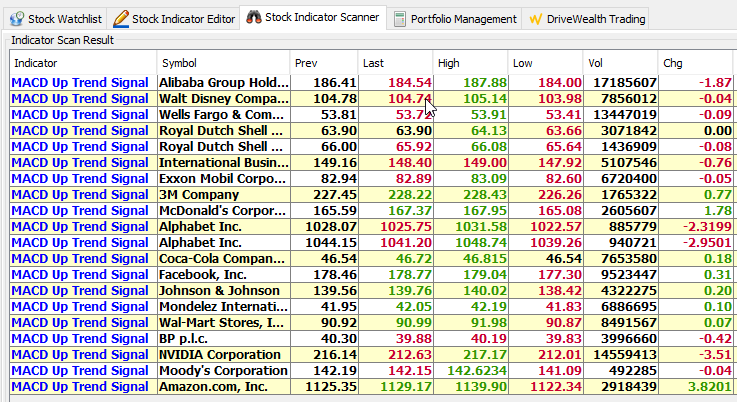 Stock Watchlist Stock Indicator Editor Stock Indicator Scanner Portfolio Management DriveWealth Trading
Indicator Scan Result
Indicator Symbol Prev Last High Low Vol Chg
MACD Up Trend Signal Alibaba Group Hold... 186.41 184.54 187.88 184.00 17185607 -1.87
MACD Up Trend Signal Walt Disney Compa... 104.78 104.74 105.14 103.98 7856012 -0.04
MACD Up Trend Signal Wells Fargo & Com... 53.81 53.72 53.91 53.41 13447019 -0.09
MACD Up Trend Signal Royal Dutch Shell ... 63.90 63.90 64.13 63.66 3071842 0.00
MACD Up Trend Signal Royal Dutch Shell ... 66.00 65.92 66.08 65.64 1436909 -0.08
MACD Up Trend Signal International Busin... 149.16 148.40 149.00 147.92 5107546 -0.76
MACD Up Trend Signal Exxon Mobil Corpo... 82.94 82.89 83.09 82.60 6720400 -0.05
MACD Up Trend Signal 3M Company 227.45 228.22 228.43 226.26 1765322 0.77
MACD Up Trend Signal McDonald's Corpor... 165.59 167.37 167.95 165.08 2605607 1.78
MACD Up Trend Signal Alphabet Inc. 1028.07 1025.75 1031.58 1022.57 885779 -2.3199
MACD Up Trend Signal Alphabet Inc. 1044.15 1041.20 1048.74 1039.26 940721 -2.9501
MACD Up Trend Signal Coca-Cola Compan... 46.54 46.72 46.815 46.54 7653580 0.18
MACD Up Trend Signal Facebook, Inc. 178.46 178.77 179.04 177.30 9523447 0.31
MACD Up Trend Signal Johnson & Johnson 139.56 139.76 140.02 138.42 4322275 0.20
MACD Up Trend Signal Mondelez Internati... 41.95 42.05 42.19 41.83 6886695 0.10
MACD Up Trend Signal Wal-Mart Stores, I... 90.92 90.99 91.98 90.87 8491567 0.07
MACD Up Trend Signal BP p.l.c. 40.30 39.88 40.19 39.83 3996660 -0.42
MACD Up Trend Signal NVIDIA Corporation 216.14 212.63 217.17 212.01 14559413 -3.51
MACD Up Trend Signal Moody's Corporation 142.19 142.15 142.6234 141.09 492285 -0.04
MACD Up Trend Signal Amazon.com, Inc. 1125.35 1129.17 1139.90 1122.34 2918439 3.8201